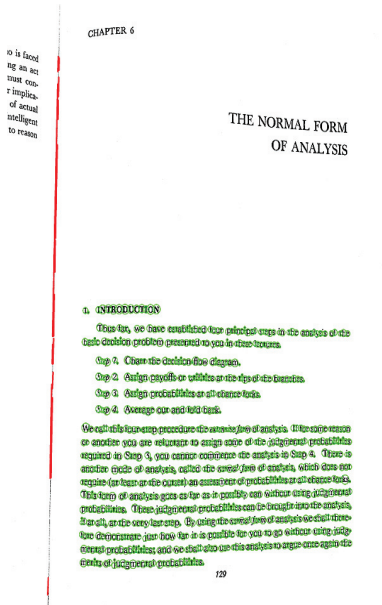 o is faced
ng an act
must con-
r implica-
of actual
ntelligent
to reason
CHAPTER 6
THE NORMAL FORM
OF ANALYSIS
1. INTRODUCTION
Thus far, we have established four principal steps in the analysis of the
basic decision problem presented to you in these lectures.
Step 1. Chart the decision-flow diagram.
Step 2. Assign payoffs or utilities at the tips of the branches.
Step 3. Assign probabilities at all chance forks.
Step 4. Average out and fold back.
We call this four-step procedure the extensive form of analysis. If for some reason
or another you are reluctant to assign some of the judgmental probabilities
required in Step 3, you cannot commence the analysis in Step 4. There is
another mode of analysis, called the normal form of analysis, which does not
require (at least at the outset) an assessment of probabilities at all chance forks.
This form of analysis goes as far as it possibly can without using judgmental
probabilities. These judgmental probabilities can be brought into the analysis,
if at all, at the very last step. By using the normal form of analysis we shall there-
fore demonstrate just how far it is possible for you to go without using judg-
mental probabilities; and we shall also use this analysis to argue once again the
merits of judgmental probabilities.
129